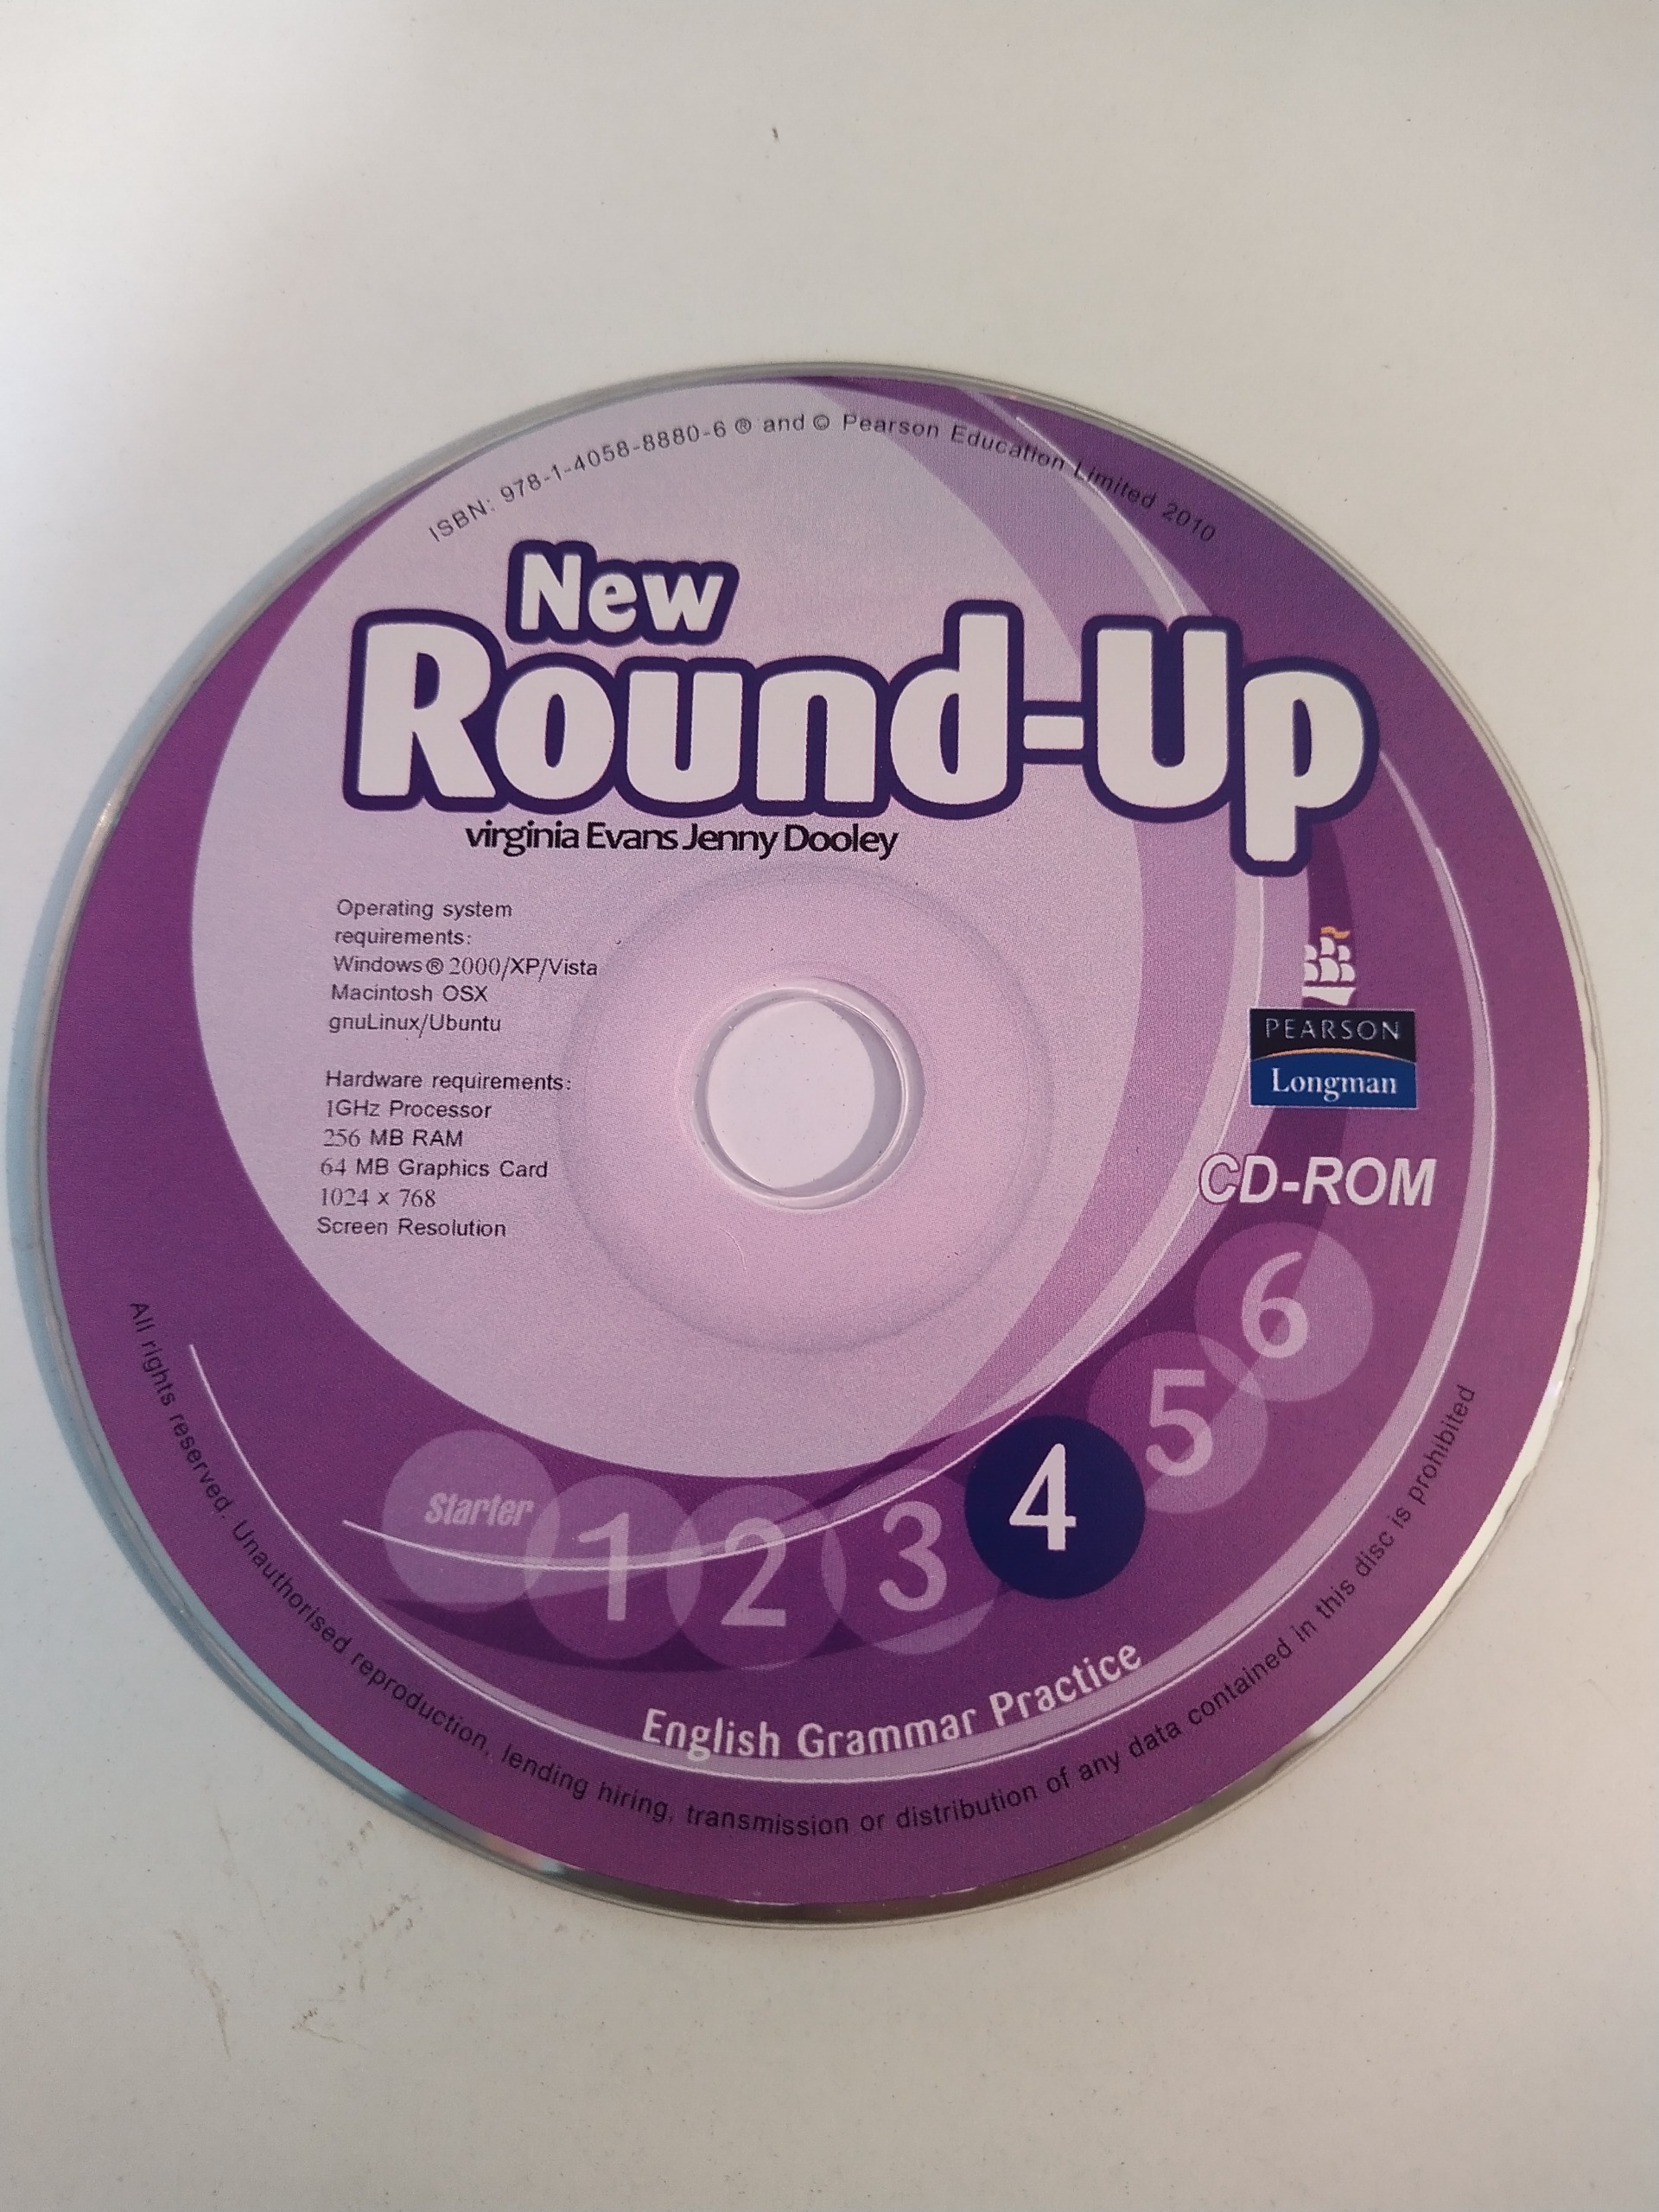 ISBN: 978-1-4058-8880-6 ® and © Pearson Education Limited 2010
New
Round-Up
virginia Evans Jenny Dooley
Operating system
requirements:
Windows® 2000/XP/Vista
Macintosh OSX
gnuLinux/Ubuntu
Hardware requirements:
1GHz Processor
256 MB RAM
64 MB Graphics Card
1024 x 768
Screen Resolution
PEARSON
Longman
CD-ROM
Starter 1 2 3 4 5 6
English Grammar Practice
All rights reserved. Unauthorised reproduction, lending hiring, transmission or distribution of any data contained in this disc is prohibited